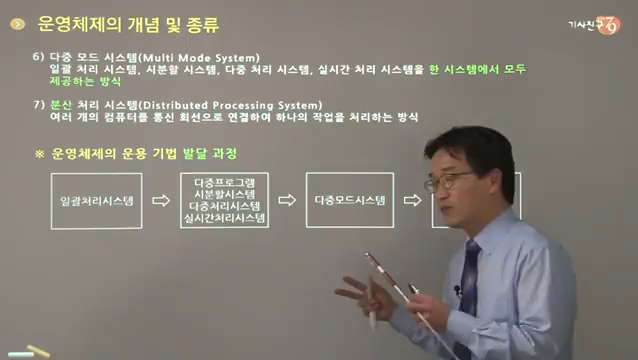 운영체제의 개념 및 종류
기사친구79
6) 다중 모드 시스템(Multi Mode System)
일괄 처리 시스템, 시분할 시스템, 다중 처리 시스템, 실시간 처리 시스템을 한 시스템에서 모두
제공하는 방식
7) 분산 처리 시스템(Distributed Processing System)
여러 개의 컴퓨터를 통신 회선으로 연결하여 하나의 작업을 처리하는 방식
※ 운영체제의 운용 기법 발달 과정
일괄처리시스템
다중프로그램
시분할시스템
다중처리시스템
실시간처리시스템
다중모드시스템